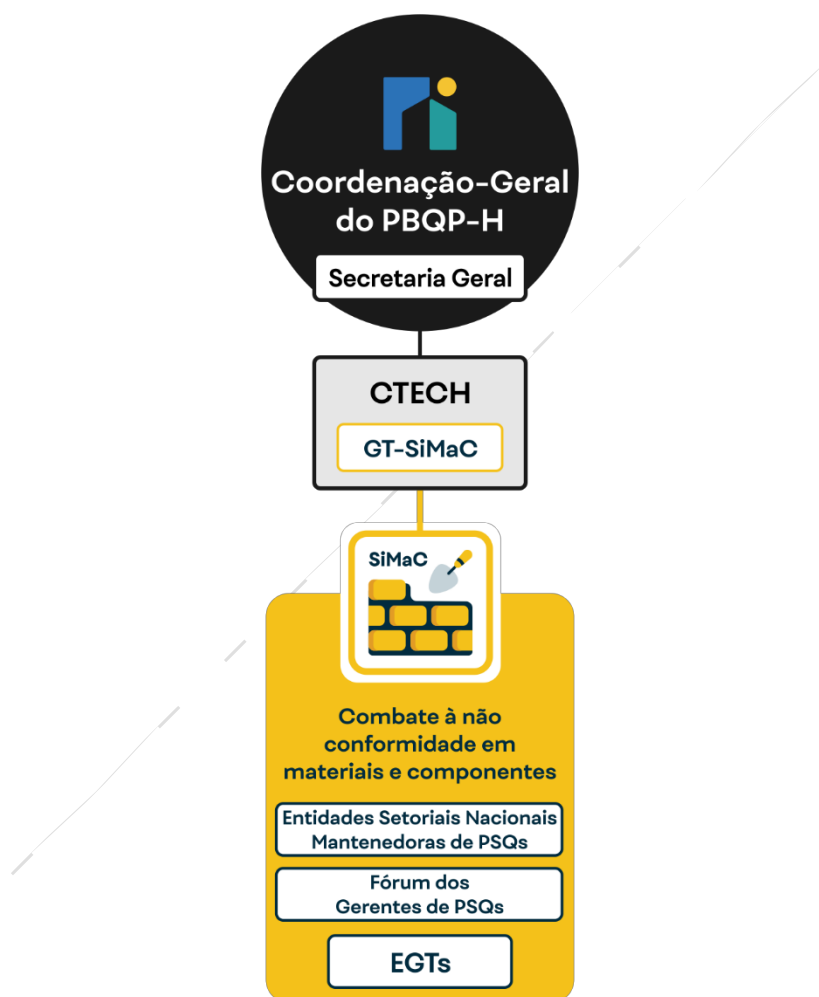 Coordenação-Geral
do PBQP-H
Secretaria Geral
CTECH
GT-SiMaC
SiMaC
Combate à não
conformidade em
materiais e componentes
Entidades Setoriais Nacionais
Mantenedoras de PSQs
Fórum dos
Gerentes de PSQs
EGTs